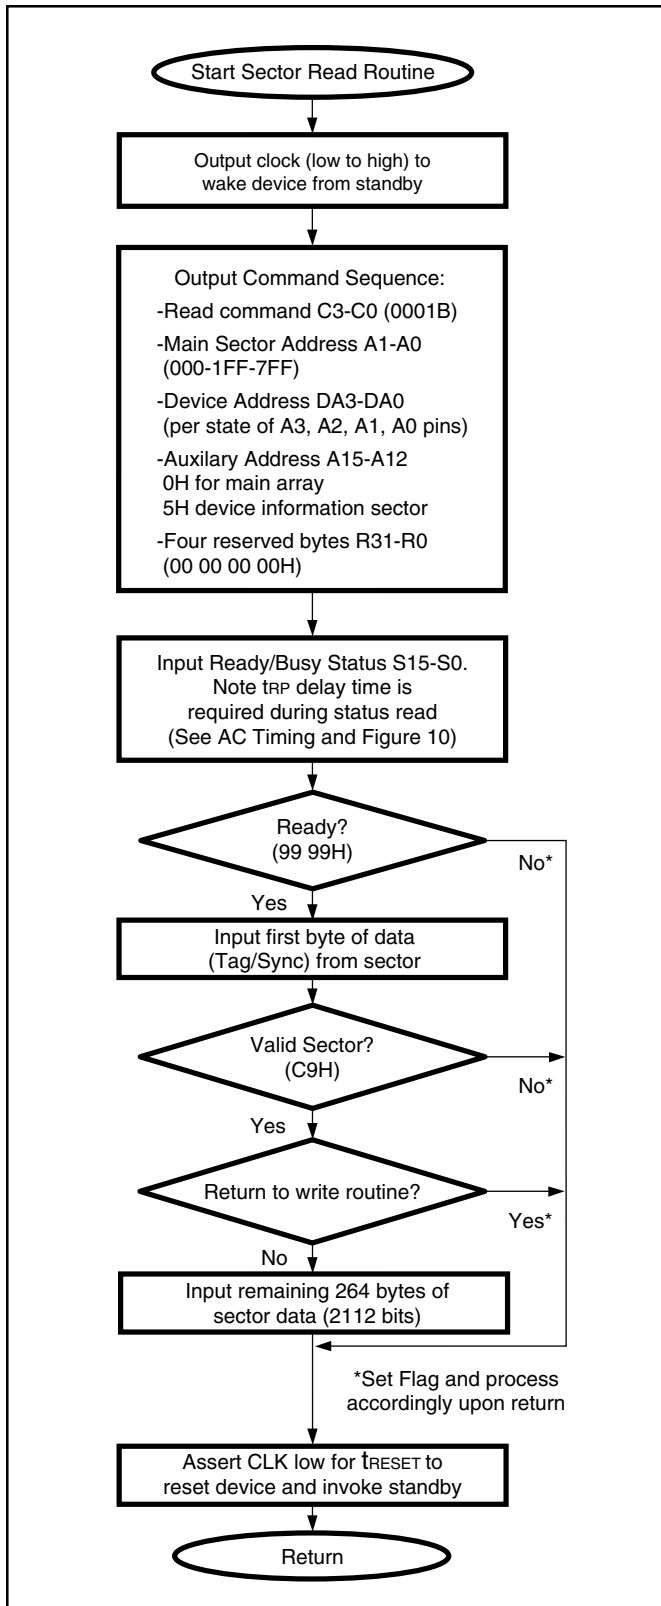 Start Sector Read Routine
Output clock (low to high) to
wake device from standby
Output Command Sequence:
-Read command C3-C0 (0001B)
-Main Sector Address A1-A0
(000-1FF-7FF)
-Device Address DA3-DA0
(per state of A3, A2, A1, A0 pins)
-Auxilary Address A15-A12
0H for main array
5H device information sector
-Four reserved bytes R31-R0
(00 00 00 00H)
Input Ready/Busy Status S15-S0.
Note tRP delay time is
required during status read
(See AC Timing and Figure 10)
Ready?
(99 99H)
No*
Yes
Input first byte of data
(Tag/Sync) from sector
Valid Sector?
(C9H)
No*
Yes
Return to write routine?
Yes*
No
Input remaining 264 bytes of
sector data (2112 bits)
*Set Flag and process
accordingly upon return
Assert CLK low for tRESET to
reset device and invoke standby
Return